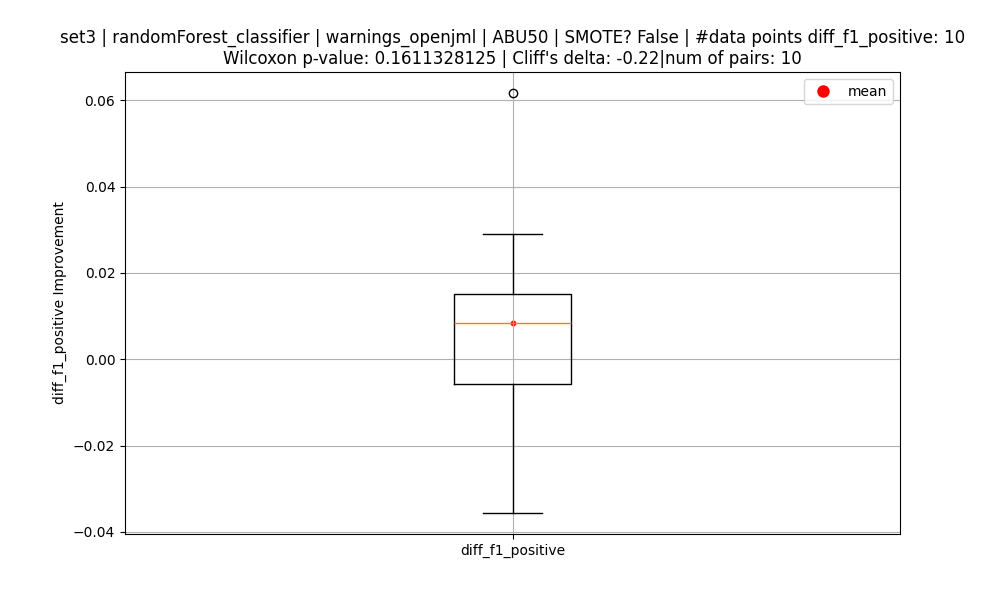 set3 | randomForest_classifier | warnings_openjml | ABU50 | SMOTE? False | #data points diff_f1_positive: 10
Wilcoxon p-value: 0.1611328125 | Cliff's delta: -0.22|num of pairs: 10
mean
0.06
0.04
0.02
0.00
−0.02
−0.04
diff_f1_positive Improvement
diff_f1_positive